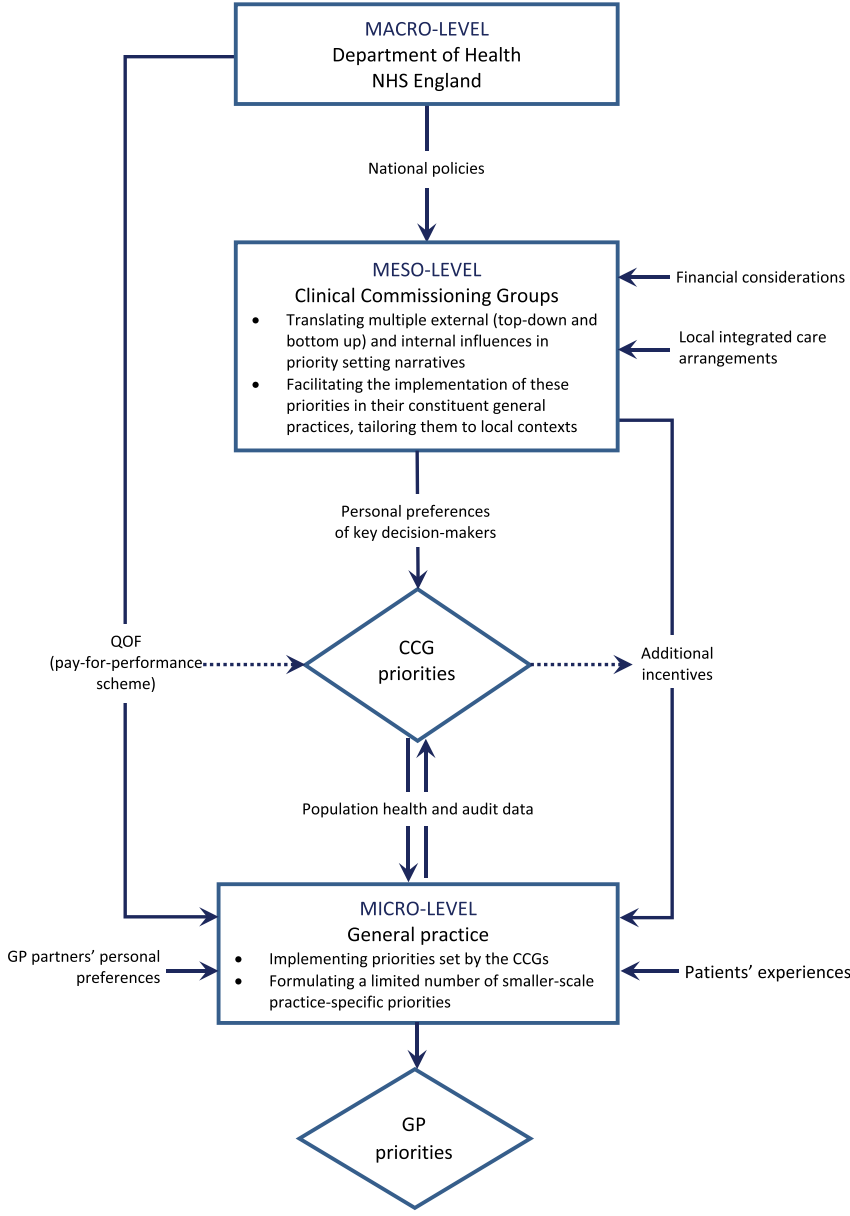 MACRO-LEVEL
Department of Health
NHS England
National policies
MESO-LEVEL
Clinical Commissioning Groups
• Translating multiple external (top-down and
bottom up) and internal influences in
priority setting narratives
• Facilitating the implementation of these
priorities in their constituent general
practices, tailoring them to local contexts
Financial considerations
Local integrated care
arrangements
Personal preferences
of key decision-makers
CCG
priorities
QOF
(pay-for-performance
scheme)
Additional
incentives
Population health and audit data
MICRO-LEVEL
General practice
• Implementing priorities set by the CCGs
• Formulating a limited number of smaller-scale
practice-specific priorities
GP partners’ personal
preferences
Patients’ experiences
GP
priorities